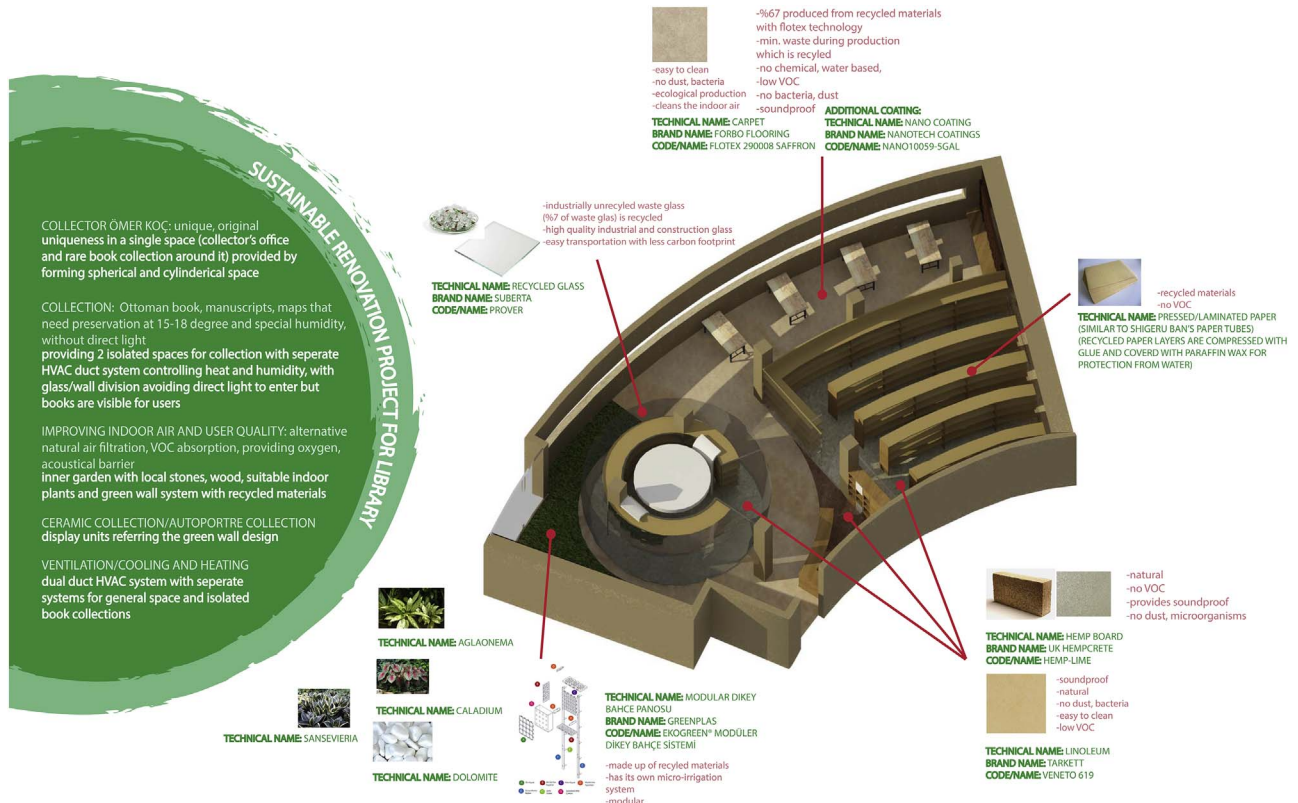 SUSTAINABLE RENOVATION PROJECT FOR LIBRARY
COLLECTOR ÖMER KOÇ: unique, original
uniqueness in a single space (collector's office
and rare book collection around it) provided by
forming spherical and cylinderical space
COLLECTION: Ottoman book, manuscripts, maps that
need preservation at 15-18 degree and special humidity,
without direct light
providing 2 isolated spaces for collection with seperate
HVAC duct system controlling heat and humidity, with
glass/wall division avoiding direct light to enter but
books are visible for users
IMPROVING INDOOR AIR AND USER QUALITY: alternative
natural air filtration, VOC absorption, providing oxygen,
acoustical barrier
inner garden with local stones, wood, suitable indoor
plants and green wall system with recycled materials
CERAMIC COLLECTION/AUTOPORTRE COLLECTION
display units referring the green wall design
VENTILATION/COOLING AND HEATING
dual duct HVAC system with seperate
systems for general space and isolated
book collections
-easy to clean
-no dust, bacteria
-ecological production
-cleans the indoor air
TECHNICAL NAME: CARPET
BRAND NAME: FORBO FLOORING
CODE/NAME: FLOTEX 290008 SAFFRON
-%67 produced from recycled materials
with flotex technology
-min. waste during production
which is recyled
-no chemical, water based,
-low VOC
-no bacteria, dust
-soundproof
ADDITIONAL COATING:
TECHNICAL NAME: NANO COATING
BRAND NAME: NANOTECH COATINGS
CODE/NAME: NANO10059-5GAL
-industrially unrecyled waste glass
(%7 of waste glas) is recycled
-high quality industrial and construction glass
-easy transportation with less carbon footprint
TECHNICAL NAME: RECYCLED GLASS
BRAND NAME: SUBERTA
CODE/NAME: PROVER
-recycled materials
-no VOC
TECHNICAL NAME: PRESSED/LAMINATED PAPER
(SIMILAR TO SHIGERU BAN'S PAPER TUBES)
(RECYCLED PAPER LAYERS ARE COMPRESSED WITH
GLUE AND COVERD WITH PARAFFIN WAX FOR
PROTECTION FROM WATER)
-natural
-no VOC
-provides soundproof
-no dust, microorganisms
TECHNICAL NAME: HEMP BOARD
BRAND NAME: UK HEMPCRETE
CODE/NAME: HEMP-LIME
-soundproof
-natural
-no dust, bacteria
-easy to clean
-low VOC
TECHNICAL NAME: LINOLEUM
BRAND NAME: TARKETT
CODE/NAME: VENETO 619
TECHNICAL NAME: AGLAONEMA
TECHNICAL NAME: CALADIUM
TECHNICAL NAME: SANSEVIERIA
TECHNICAL NAME: DOLOMITE
TECHNICAL NAME: MODULAR DIKEY
BAHCE PANOSU
BRAND NAME: GREENPLAS
CODE/NAME: EKOGREEN® MODÜLER
DİKEY BAHÇE SİSTEMİ
-made up of recyled materials
-has its own micro-irrigation
system
-modular